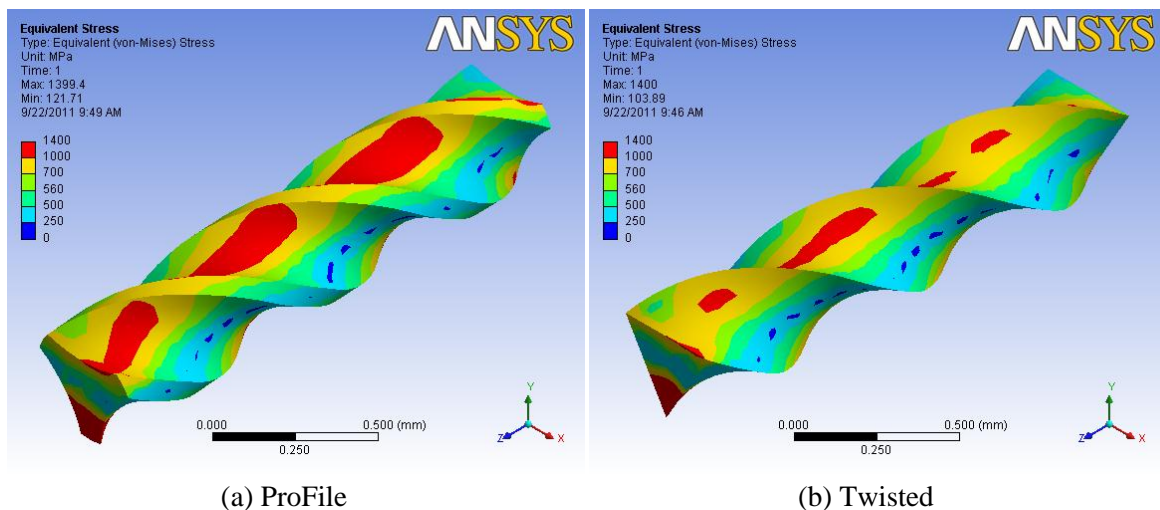 Equivalent Stress
Type: Equivalent (von-Mises) Stress
Unit: MPa
Time: 1
Max: 1399.4
Min: 121.71
9/22/2011 9:49 AM
ANSYS
1400
1000
700
560
500
250
0
0.000
0.500 (mm)
0.250
Y
Z
X
(a) ProFile
Equivalent Stress
Type: Equivalent (von-Mises) Stress
Unit: MPa
Time: 1
Max: 1400
Min: 103.89
9/22/2011 9:46 AM
ANSYS
1400
1000
700
560
500
250
0
0.000
0.500 (mm)
0.250
Y
Z
X
(b) Twisted